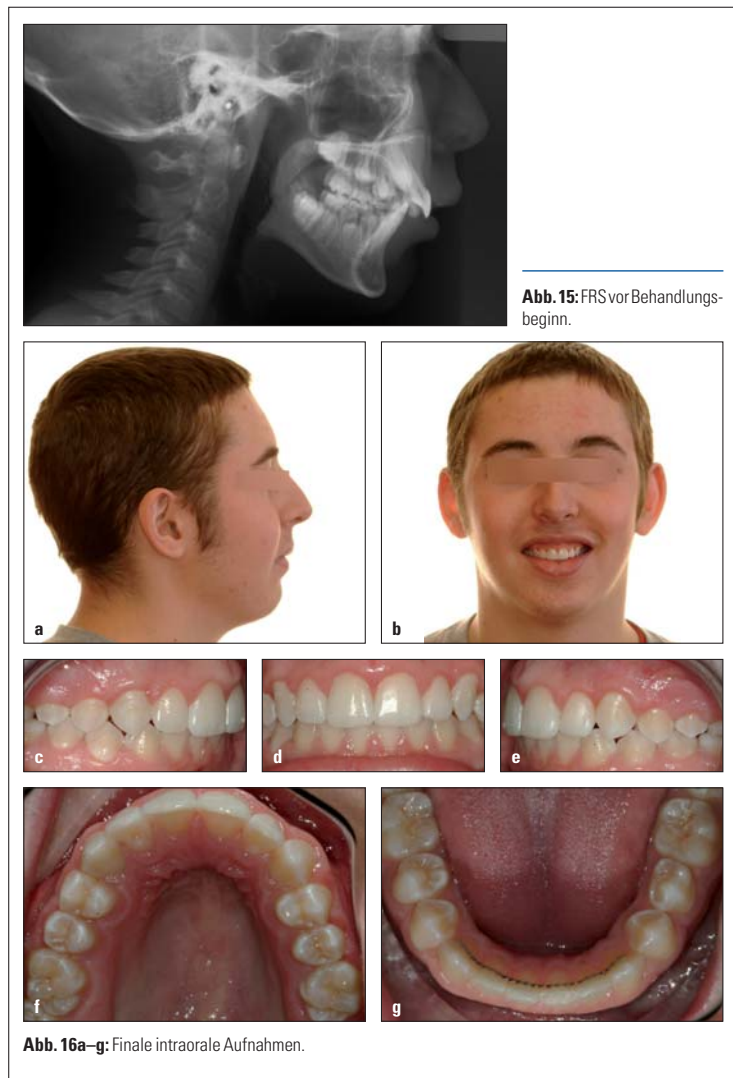 Abb. 15: FRS vor Behandlungs-
beginn.
a
b
c
d
e
f
g
Abb. 16a–g: Finale intraorale Aufnahmen.